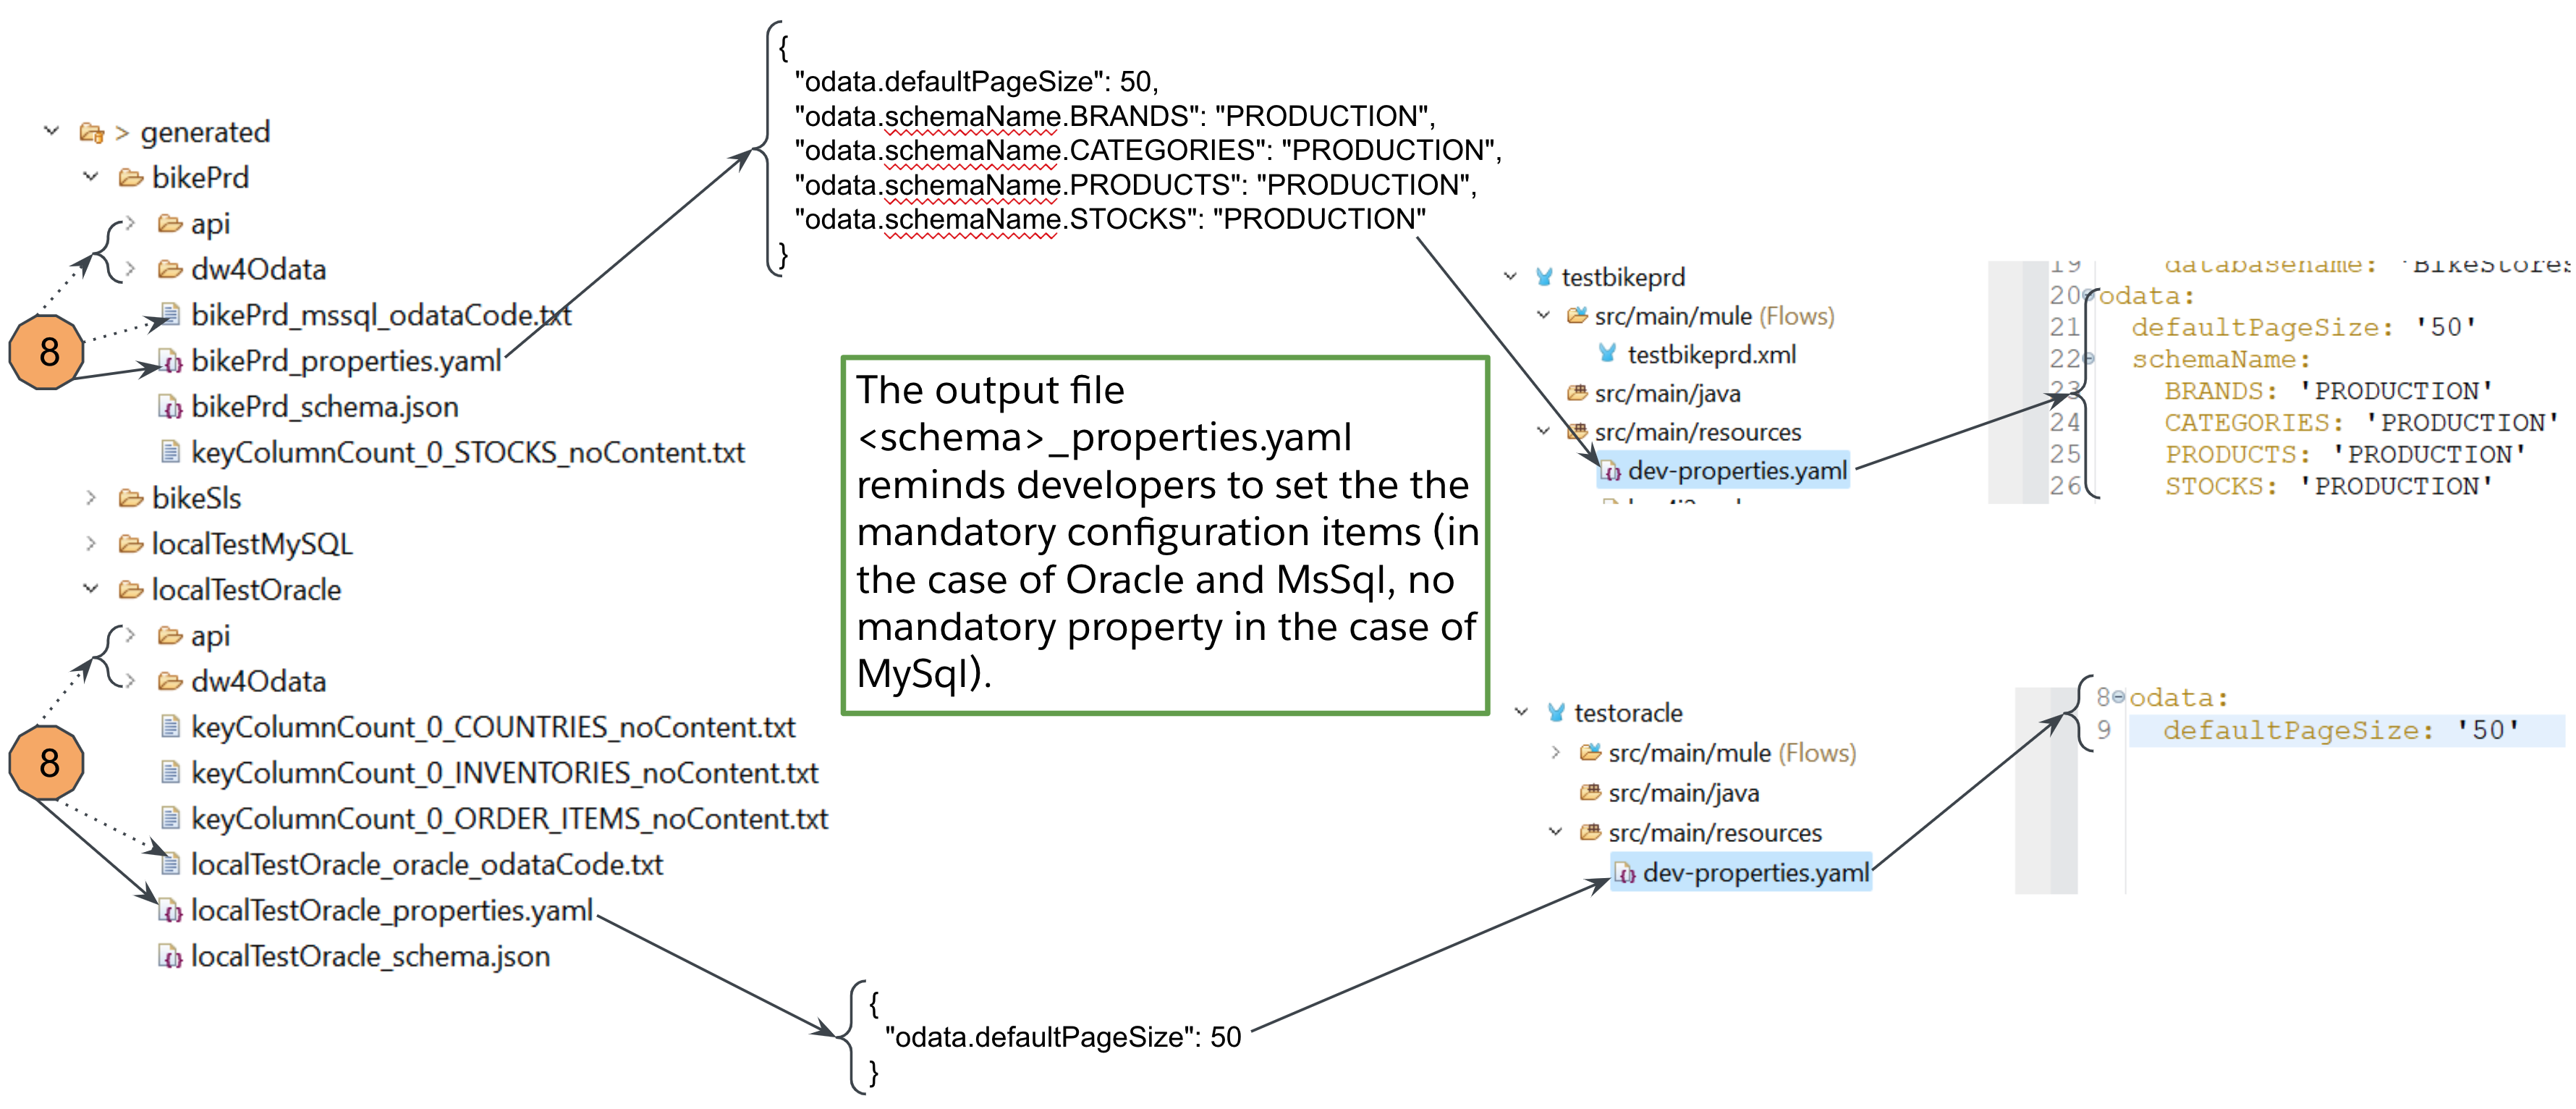 > generated
bikePrd
api
dw4Odata
bikePrd_mssql_odataCode.txt
bikePrd_properties.yaml
bikePrd_schema.json
keyColumnCount_0_STOCKS_noContent.txt
bikeSls
localTestMySQL
localTestOracle
api
dw4Odata
keyColumnCount_0_COUNTRIES_noContent.txt
keyColumnCount_0_INVENTORIES_noContent.txt
keyColumnCount_0_ORDER_ITEMS_noContent.txt
localTestOracle_oracle_odataCode.txt
localTestOracle_properties.yaml
localTestOracle_schema.json
8
8
{
"odata.defaultPageSize": 50,
"odata.schemaName.BRANDS": "PRODUCTION",
"odata.schemaName.CATEGORIES": "PRODUCTION",
"odata.schemaName.PRODUCTS": "PRODUCTION",
"odata.schemaName.STOCKS": "PRODUCTION"
}
The output file
<schema>_properties.yaml
reminds developers to set the the
mandatory configuration items (in
the case of Oracle and MsSql, no
mandatory property in the case of
MySql).
{
"odata.defaultPageSize": 50
}
testbikeprd
src/main/mule (Flows)
testbikeprd.xml
src/main/java
src/main/resources
dev-properties.yaml
19 databasename: 'BikeStores
20 odata:
21 defaultPageSize: '50'
22 schemaName:
23 BRANDS: 'PRODUCTION'
24 CATEGORIES: 'PRODUCTION'
25 PRODUCTS: 'PRODUCTION'
26 STOCKS: 'PRODUCTION'
testoracle
src/main/mule (Flows)
src/main/java
src/main/resources
dev-properties.yaml
8 odata:
9 defaultPageSize: '50'